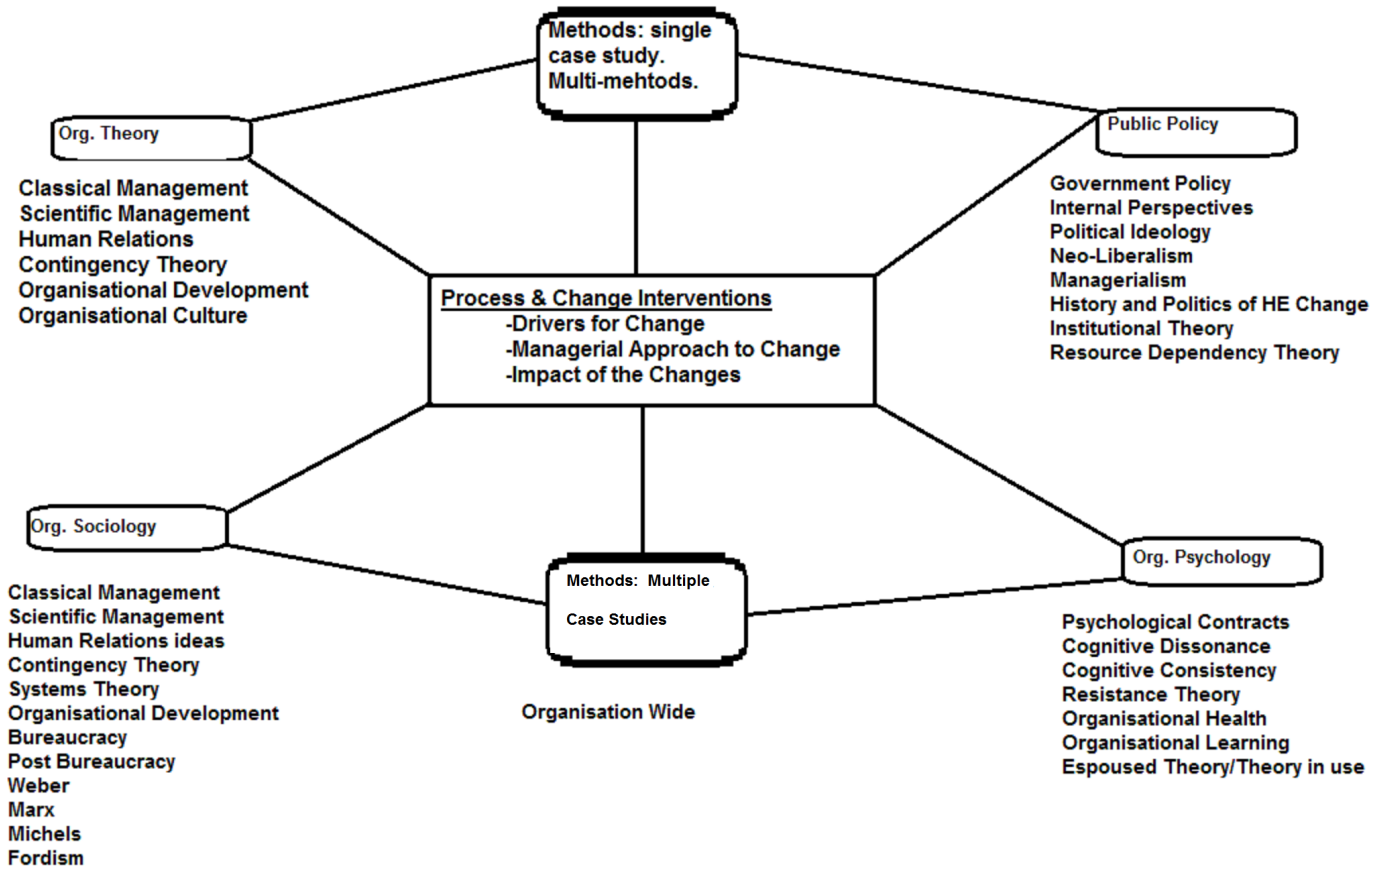 Methods: single
case study.
Multi-mehtods.
Org. Theory
Classical Management
Scientific Management
Human Relations
Contingency Theory
Organisational Development
Organisational Culture
Public Policy
Government Policy
Internal Perspectives
Political Ideology
Neo-Liberalism
Managerialism
History and Politics of HE Change
Institutional Theory
Resource Dependency Theory
Process & Change Interventions
-Drivers for Change
-Managerial Approach to Change
-Impact of the Changes
Org. Sociology
Classical Management
Scientific Management
Human Relations ideas
Contingency Theory
Systems Theory
Organisational Development
Bureaucracy
Post Bureaucracy
Weber
Marx
Michels
Fordism
Methods: Multiple
Case Studies
Organisation Wide
Org. Psychology
Psychological Contracts
Cognitive Dissonance
Cognitive Consistency
Resistance Theory
Organisational Health
Organisational Learning
Espoused Theory/Theory in use